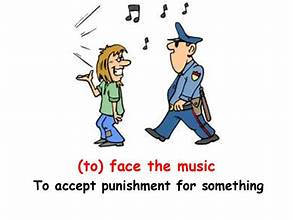 (to) face the music
To accept punishment for something